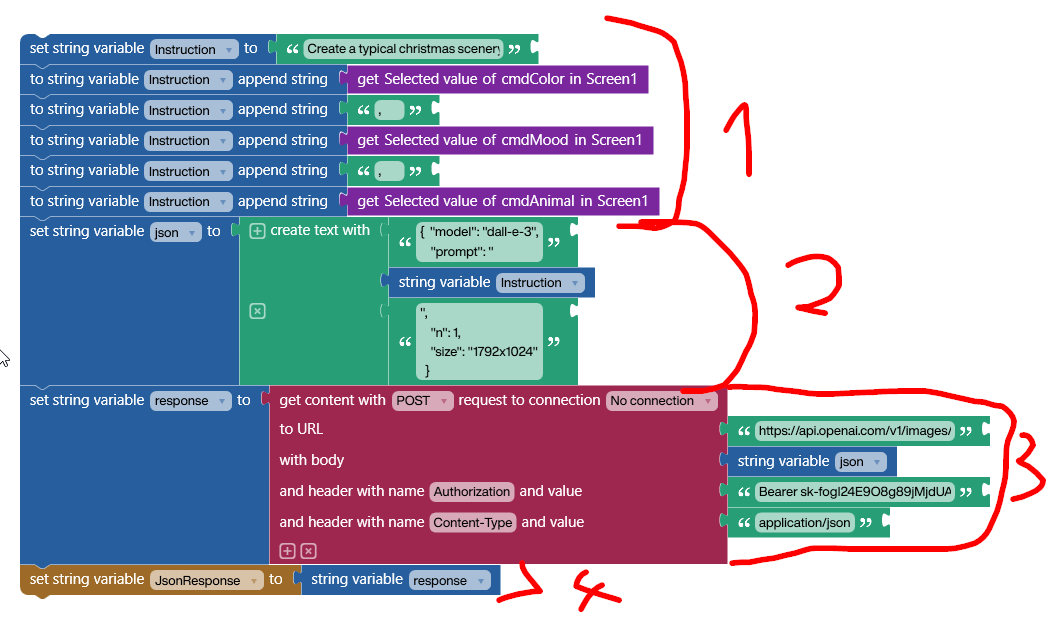 set string variable Instruction to “ Create a typical christmas scenery ”
to string variable Instruction append string get Selected value of cmdColor in Screen1
to string variable Instruction append string “ , ”
to string variable Instruction append string get Selected value of cmdMood in Screen1
to string variable Instruction append string “ , ”
to string variable Instruction append string get Selected value of cmdAnimal in Screen1
1
set string variable json to create text with “ { "model": "dall-e-3",
"prompt": " ”
string variable Instruction
“ ",
"n": 1,
"size": "1792x1024"
} ”
2
set string variable response to get content with POST request to connection No connection
to URL “ https://api.openai.com/v1/images/ ”
with body string variable json
and header with name Authorization and value “ Bearer sk-fogI24E9O8g89jMjdUA ”
and header with name Content-Type and value “ application/json ”
3
set string variable JsonResponse to string variable response
4